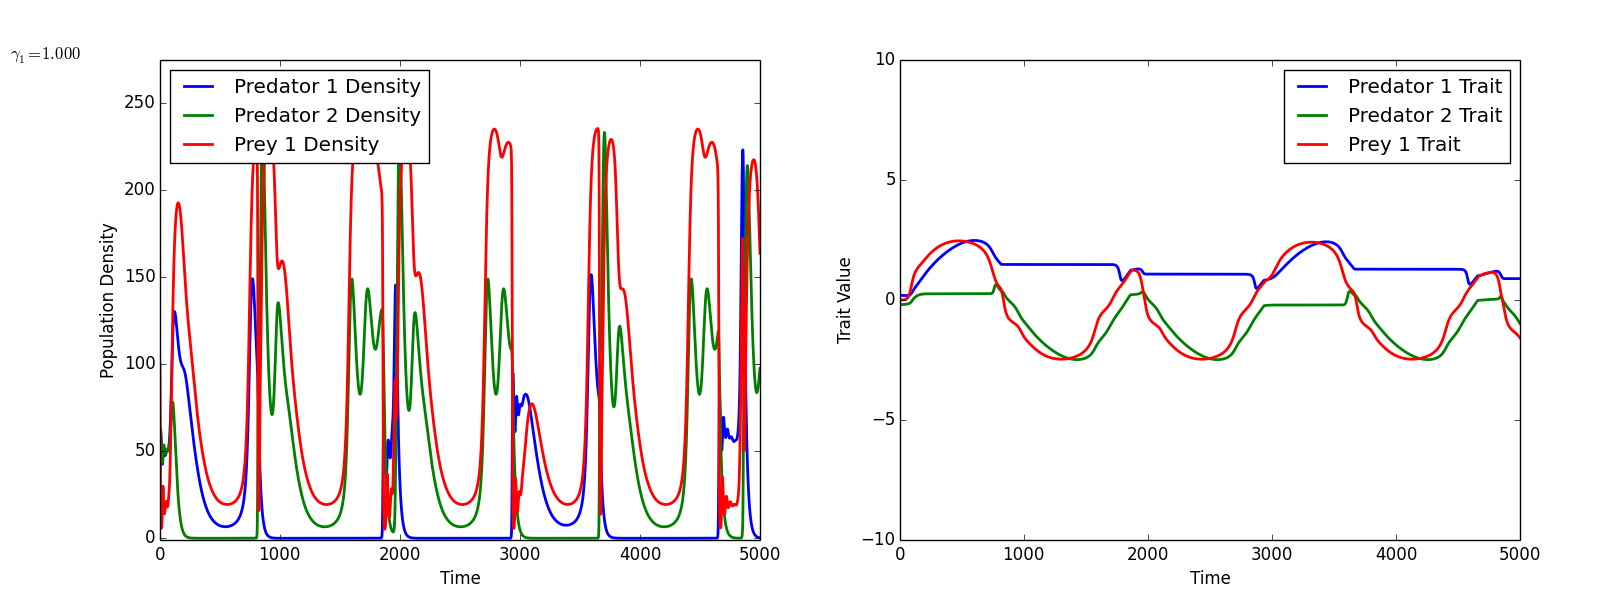 γ₁=1.000
Predator 1 Density
Predator 2 Density
Prey 1 Density
Population Density
250
200
150
100
50
0
0 1000 2000 3000 4000 5000
Time
Predator 1 Trait
Predator 2 Trait
Prey 1 Trait
Trait Value
10
5
0
−5
−10
0 1000 2000 3000 4000 5000
Time